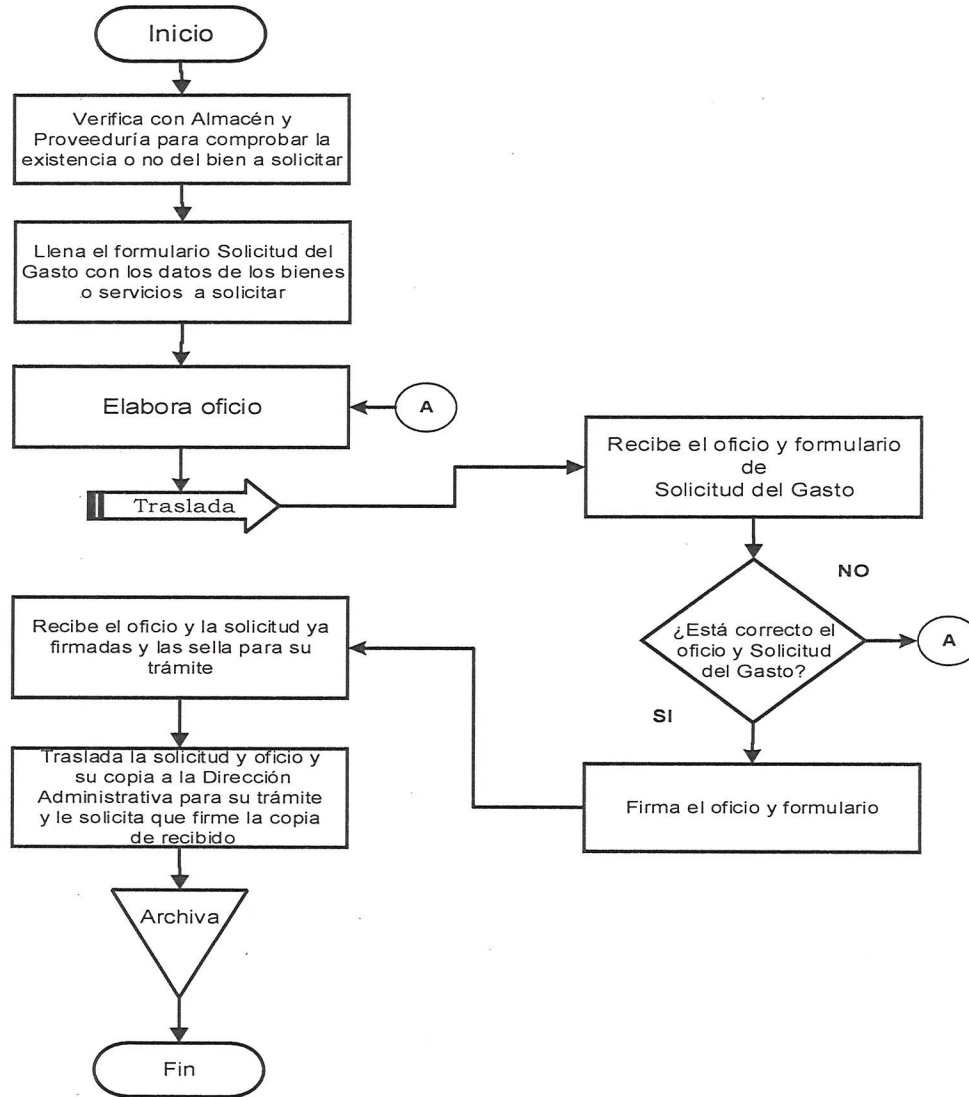 Inicio
Verifica con Almacén y
Proveeduría para comprobar la
existencia o no del bien a solicitar
Llena el formulario Solicitud del
Gasto con los datos de los bienes
o servicios a solicitar
Elabora oficio
A
Traslada
Recibe el oficio y formulario
de
Solicitud del Gasto
NO
¿Está correcto el
oficio y Solicitud
del Gasto?
A
SI
Firma el oficio y formulario
Recibe el oficio y la solicitud ya
firmadas y las sella para su
trámite
Traslada la solicitud y oficio y
su copia a la Dirección
Administrativa para su trámite
y le solicita que firme la copia
de recibido
Archiva
Fin